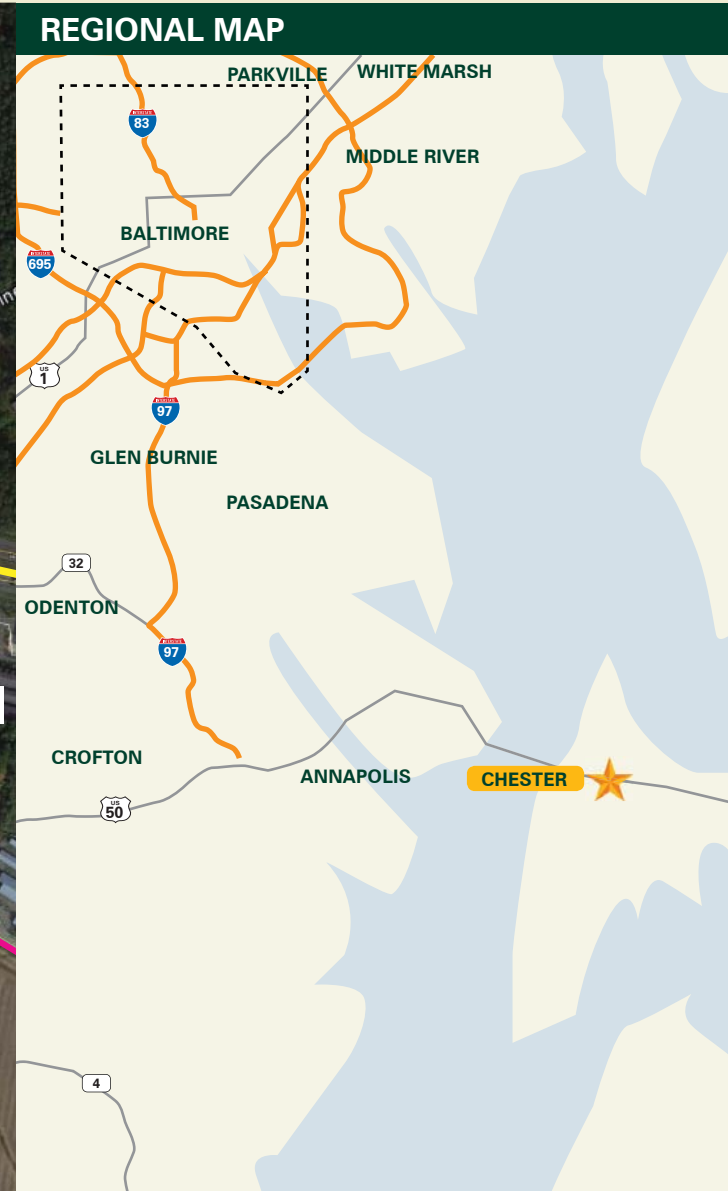 REGIONAL MAP
PARKVILLE
WHITE MARSH
83
MIDDLE RIVER
BALTIMORE
695
US
1
97
GLEN BURNIE
PASADENA
32
ODENTON
97
CROFTON
ANNAPOLIS
CHESTER
US
50
4